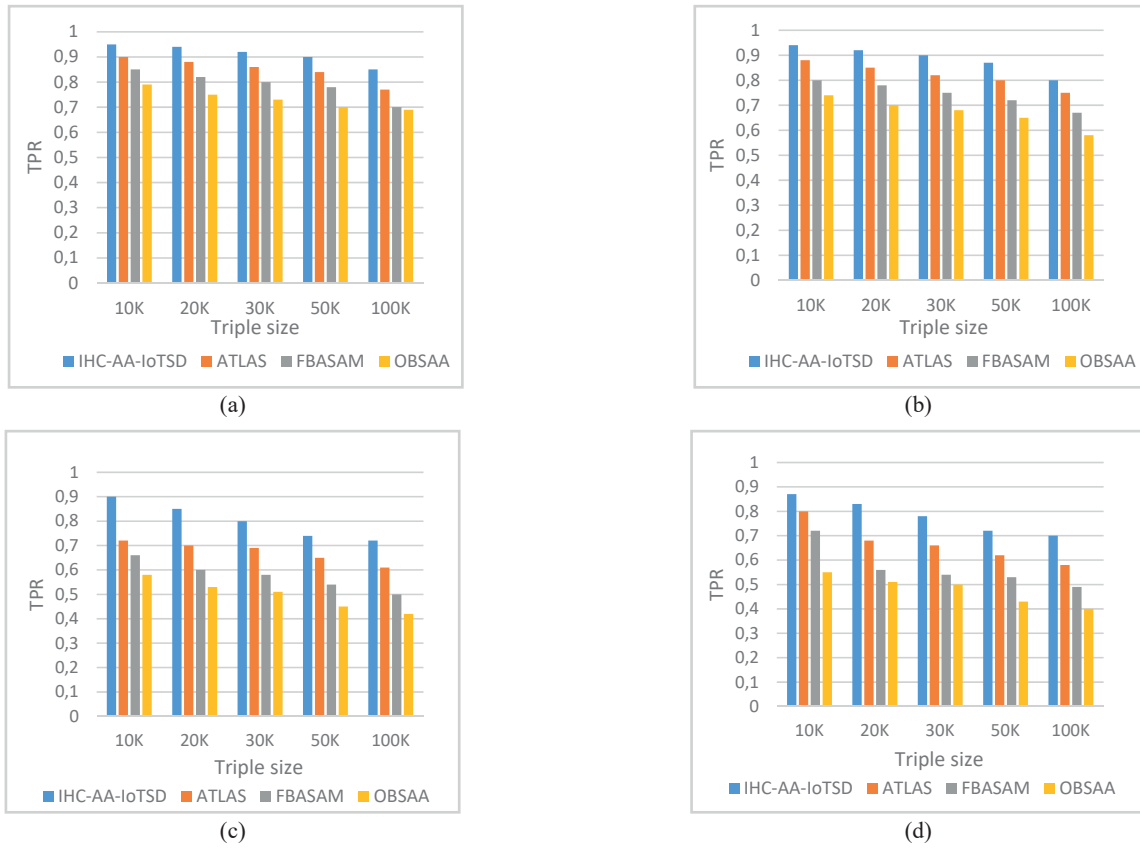 1
0,9
0,8
0,7
0,6
0,5
0,4
0,3
0,2
0,1
0
TPR
10K 20K 30K 50K 100K
Triple size
IHC-AA-IoTSD ATLAS FBASAM OBSAA
(a)
1
0,9
0,8
0,7
0,6
0,5
0,4
0,3
0,2
0,1
0
TPR
10K 20K 30K 50K 100K
Triple size
IHC-AA-IoTSD ATLAS FBASAM OBSAA
(b)
1
0,9
0,8
0,7
0,6
0,5
0,4
0,3
0,2
0,1
0
TPR
10K 20K 30K 50K 100K
Triple size
IHC-AA-IoTSD ATLAS FBASAM OBSAA
(c)
1
0,9
0,8
0,7
0,6
0,5
0,4
0,3
0,2
0,1
0
TPR
10K 20K 30K 50K 100K
Triple size
IHC-AA-IoTSD ATLAS FBASAM OBSAA
(d)